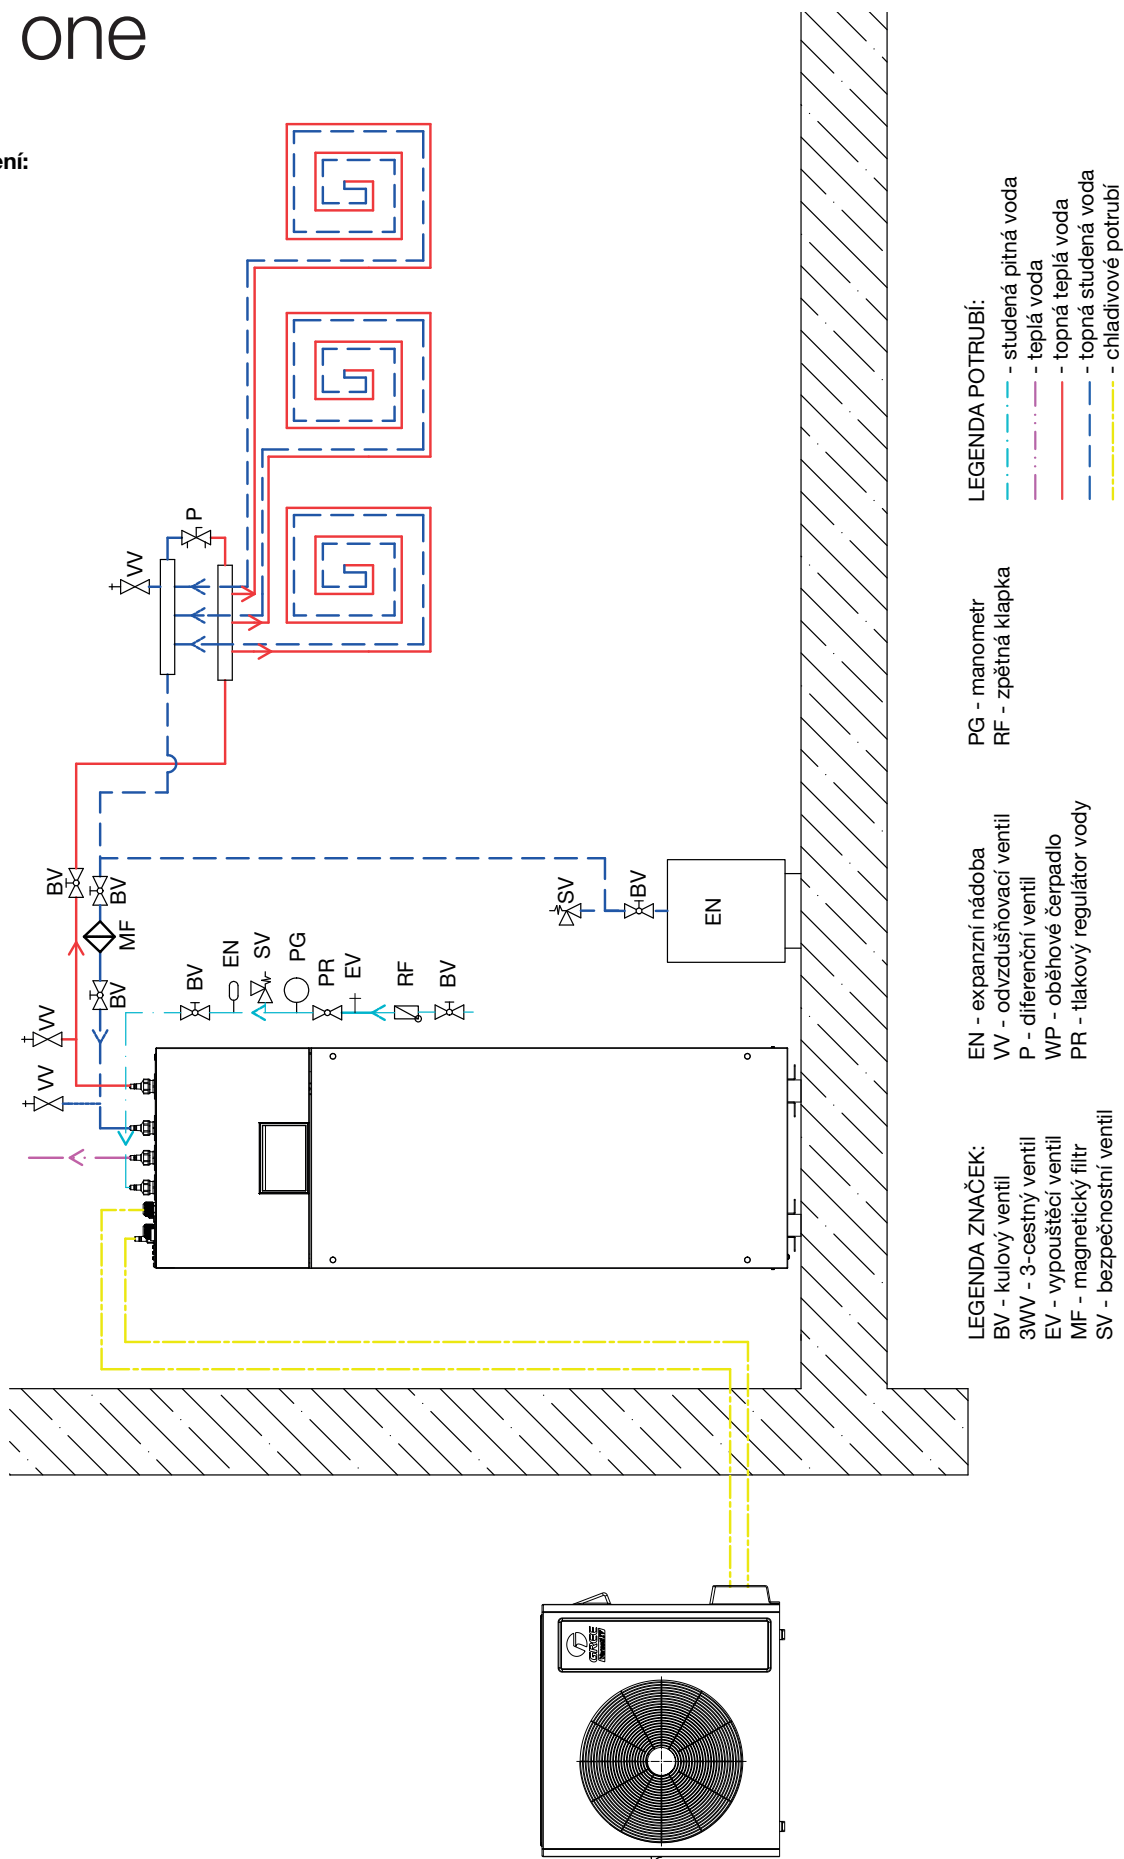 one
ení:
VV
P
BV
BV
MF
BV
VV
VV
BV
EN
SV
PG
PR
EV
RF
BV
SV
BV
EN
GREE
LEGENDA ZNAČEK:
BV - kulový ventil
3WV - 3-cestný ventil
EV - vypouštěcí ventil
MF - magnetický filtr
SV - bezpečnostní ventil
EN - expanzní nádoba
VV - odvzdušňovací ventil
P - diferenční ventil
WP - oběhové čerpadlo
PR - tlakový regulátor vody
PG - manometr
RF - zpětná klapka
LEGENDA POTRUBÍ:
- studená pitná voda
- teplá voda
- topná teplá voda
- topná studená voda
- chladivové potrubí